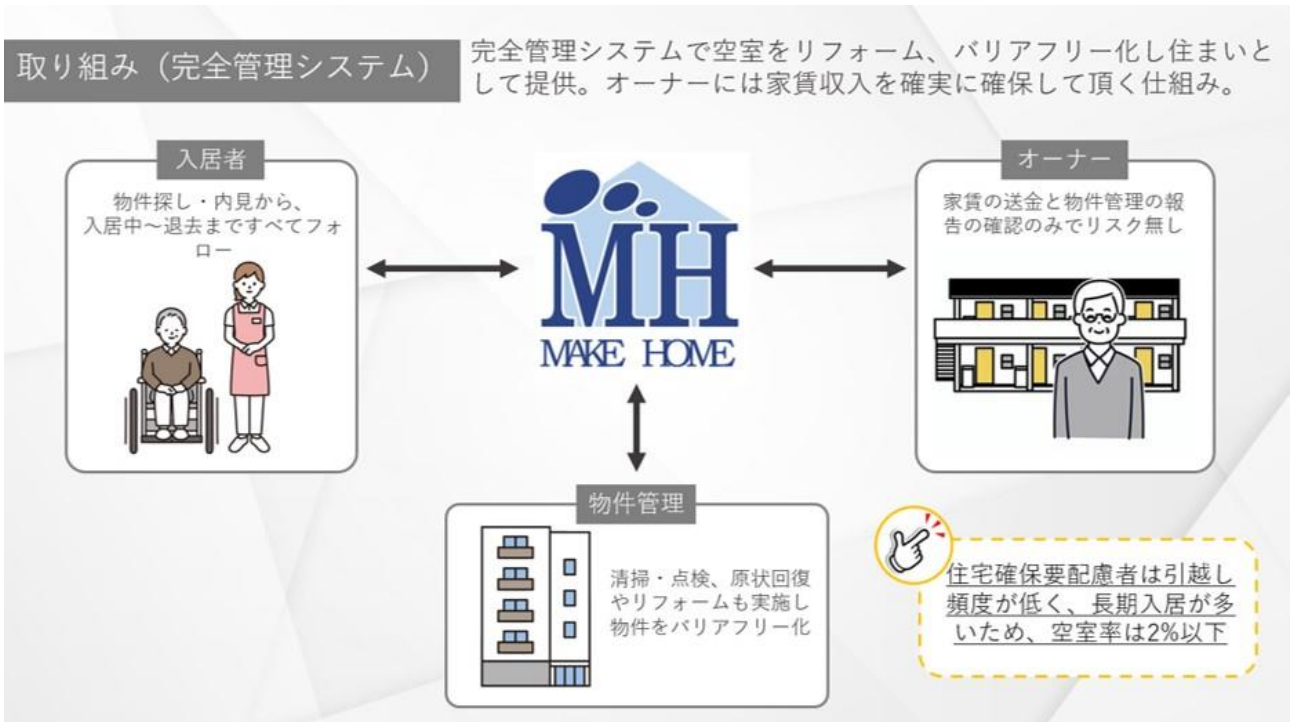 取り組み（完全管理システム）
完全管理システムで空室をリフォーム、バリアフリー化し住まいと
して提供。オーナーには家賃収入を確実に確保して頂く仕組み。
入居者
物件探し・内見から、
入居中～退去まですべてフォ
ロー
MH
MAKE HOME
オーナー
家賃の送金と物件管理の報
告の確認のみでリスク無し
物件管理
清掃・点検、原状回復
やリフォームも実施し
物件をバリアフリー化
住宅確保要配慮者は引越し
頻度が低く、長期入居が多
いため、空室率は2%以下